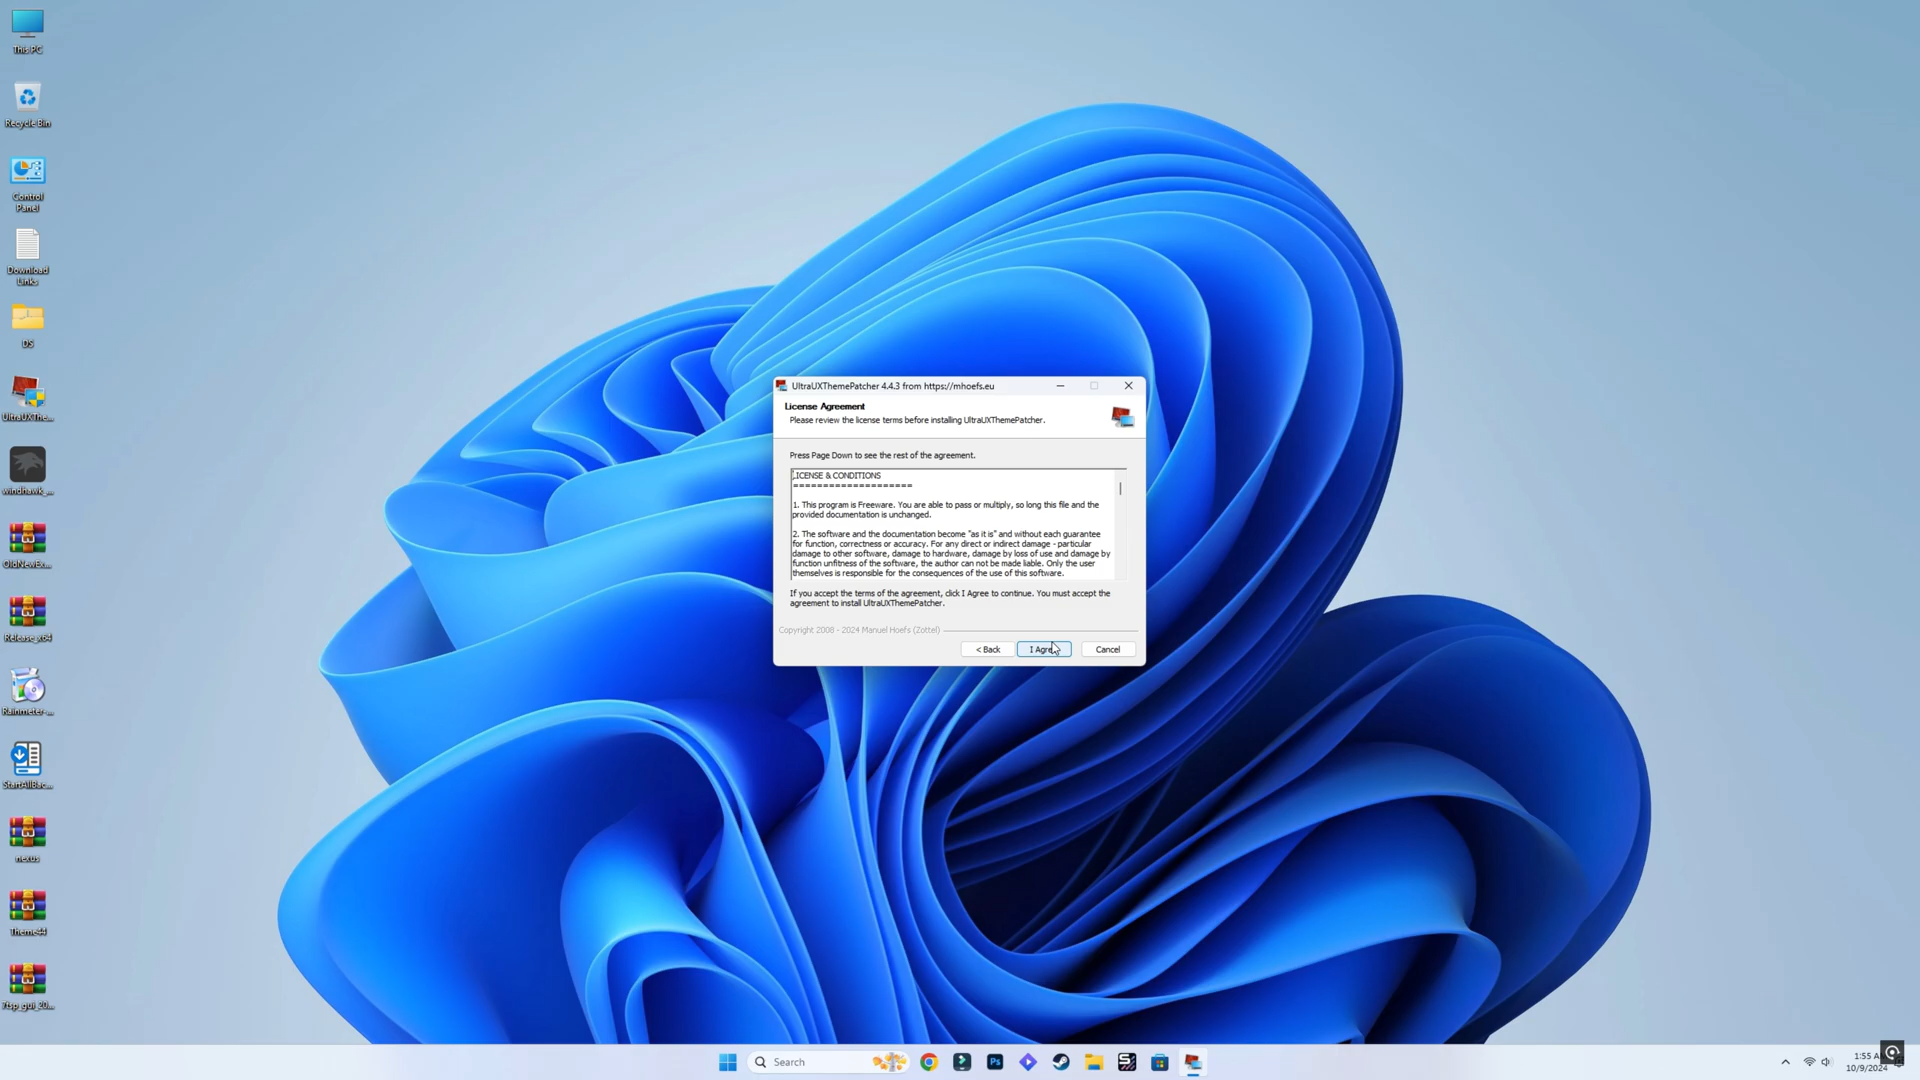 This PC
Recycle Bin
Control
Panel
Download
Links
DS
UltraUXThe...
windhawk_...
OldNewEx...
Release_x64
Rainmeter-...
StartAllBac...
nexus
Theme44
7tsp_gui_20...
UltraUXThemePatcher 4.4.3 from https://mhoefs.eu
License Agreement
Please review the license terms before installing UltraUXThemePatcher.
Press Page Down to see the rest of the agreement.
LICENSE & CONDITIONS
====================
1. This program is Freeware. You are able to pass or multiply, so long this file and the
provided documentation is unchanged.
2. The software and the documentation become "as it is" and without each guarantee
for function, correctness or accuracy. For any direct or indirect damage - particular
damage to other software, damage to hardware, damage by loss of use and damage by
function unfitness of the software, the author can not be made liable. Only the user
themselves is responsible for the consequences of the use of this software.
If you accept the terms of the agreement, click I Agree to continue. You must accept the
agreement to install UltraUXThemePatcher.
Copyright 2008 - 2024 Manuel Hoefs (Zottel)
< Back
I Agree
Cancel
Search
Ps
1:55 A
10/9/2024